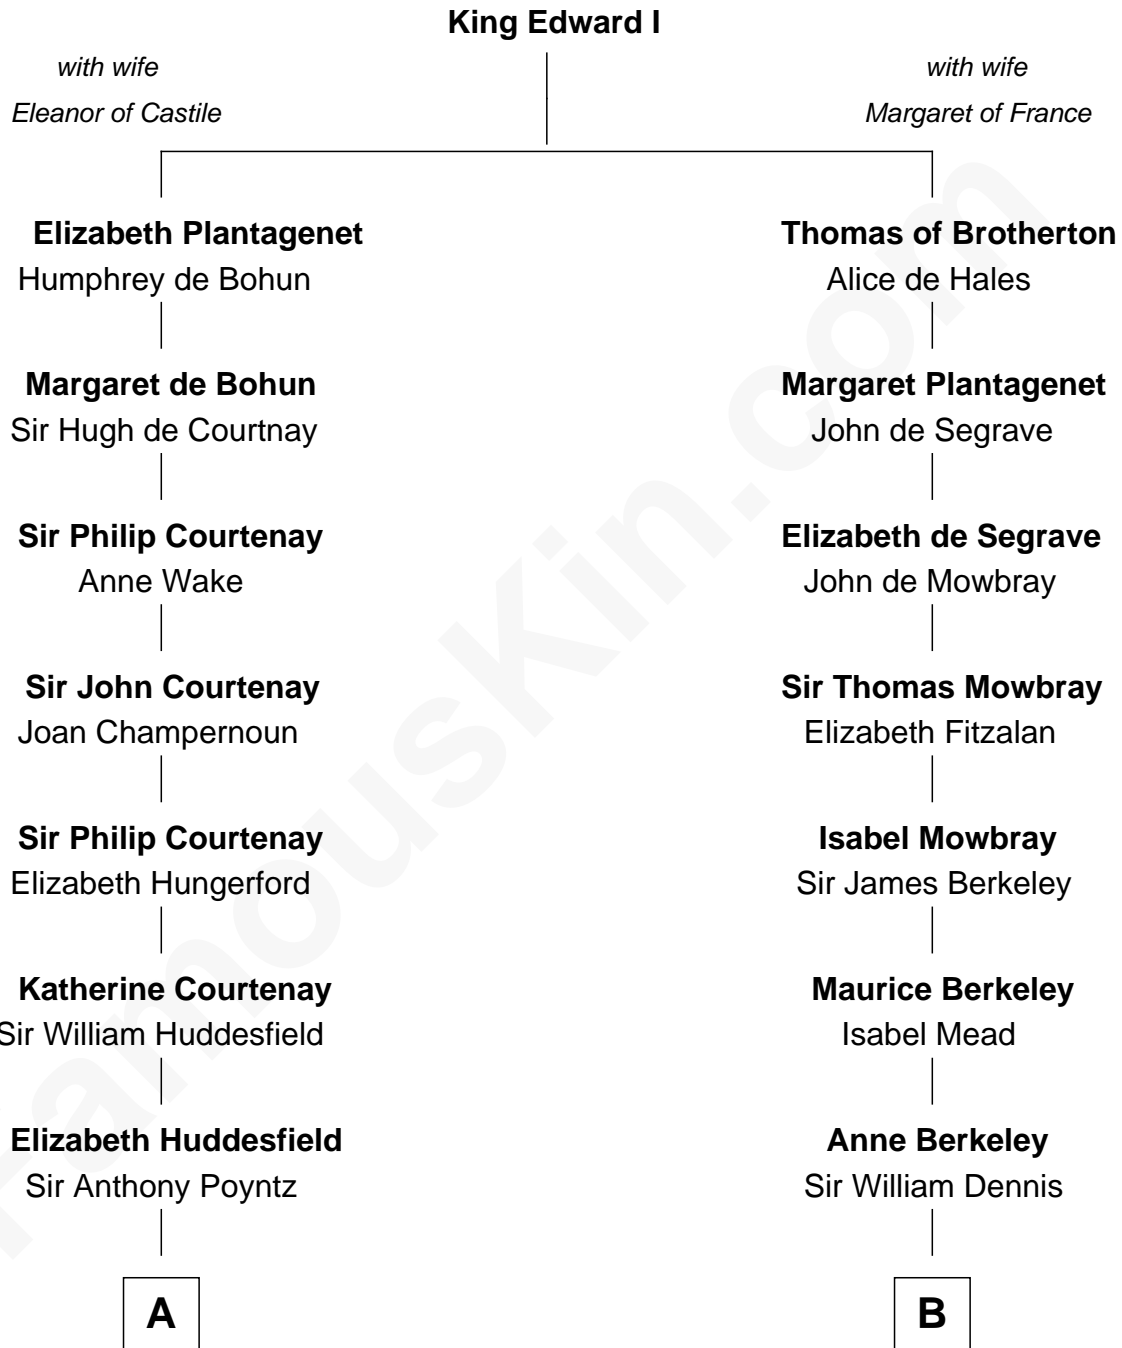 King Edward I
with wife
Eleanor of Castile
with wife
Margaret of France
Elizabeth Plantagenet
Humphrey de Bohun
Thomas of Brotherton
Alice de Hales
Margaret de Bohun
Sir Hugh de Courtnay
Margaret Plantagenet
John de Segrave
Sir Philip Courtenay
Anne Wake
Elizabeth de Segrave
John de Mowbray
Sir John Courtenay
Joan Champernoun
Sir Thomas Mowbray
Elizabeth Fitzalan
Sir Philip Courtenay
Elizabeth Hungerford
Isabel Mowbray
Sir James Berkeley
Katherine Courtenay
Sir William Huddesfield
Maurice Berkeley
Isabel Mead
Elizabeth Huddesfield
Sir Anthony Poyntz
Anne Berkeley
Sir William Dennis
A
B
FamousKin.com